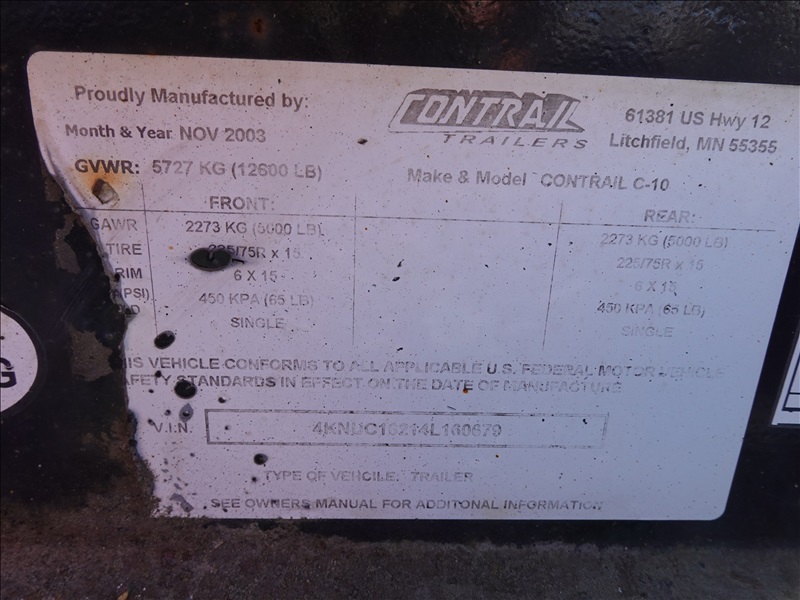 Proudly Manufactured by:
CONTRAIL
TRAILERS
61381 US Hwy 12
Litchfield, MN 55355
Month & Year NOV 2003
GVWR: 5727 KG (12600 LB)
Make & Model CONTRAIL C-10
FRONT:
REAR:
GAWR 2273 KG (5000 LB) 2273 KG (5000 LB)
TIRE 225/75R x 15 225/75R x 15
RIM 6 X 15 6 X 15
PSI) 450 KPA (65 LB) 450 KPA (65 LB)
SINGLE SINGLE
VEHICLE CONFORMS TO ALL APPLICABLE U.S. FEDERAL MOTOR VEHICLE
STANDARDS IN EFFECT ON THE DATE OF MANUFACTURE
V.I.N.
TYPE OF VEHCILE: TRAILER
SEE OWNERS MANUAL FOR ADDITONAL INFORMATION
G